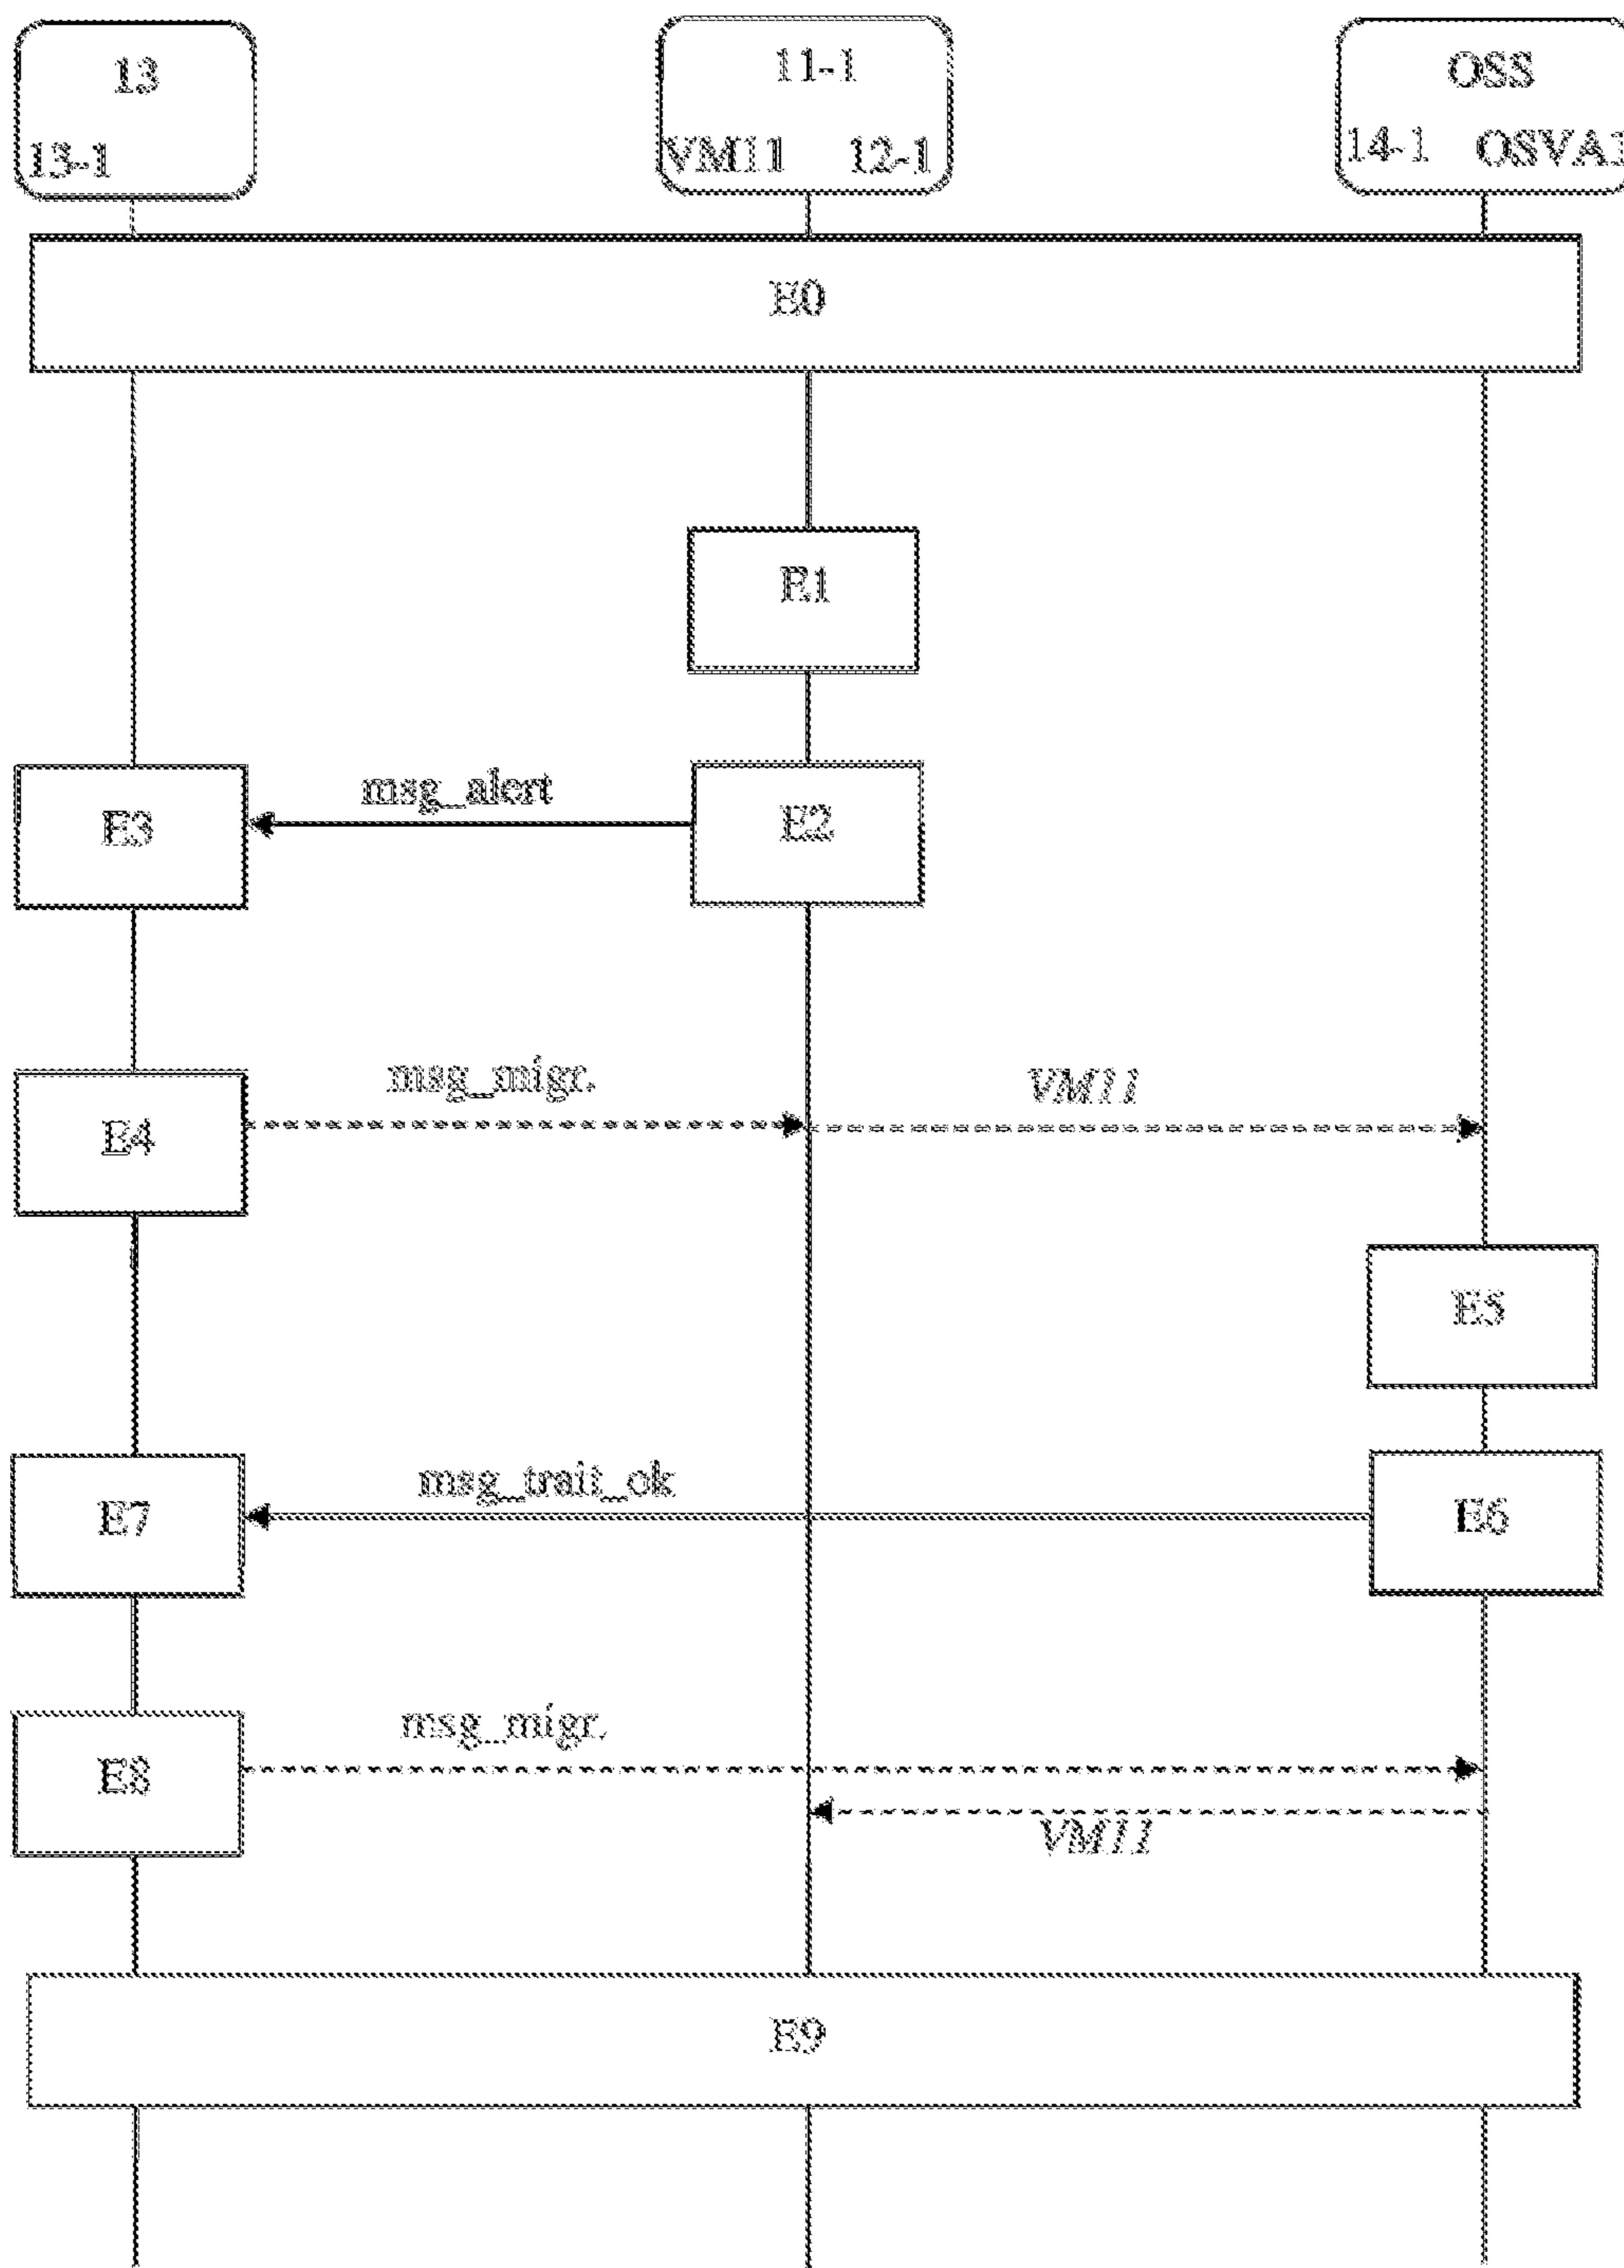 13
13-1
11-1
VM11 12-1
OSS
14-1 OSVA1
E0
E1
msg_alert
E3
E2
msg_migr.
VM11
E4
E5
msg_trait_ok
E7
E6
msg_migr.
E8
VM11
E9